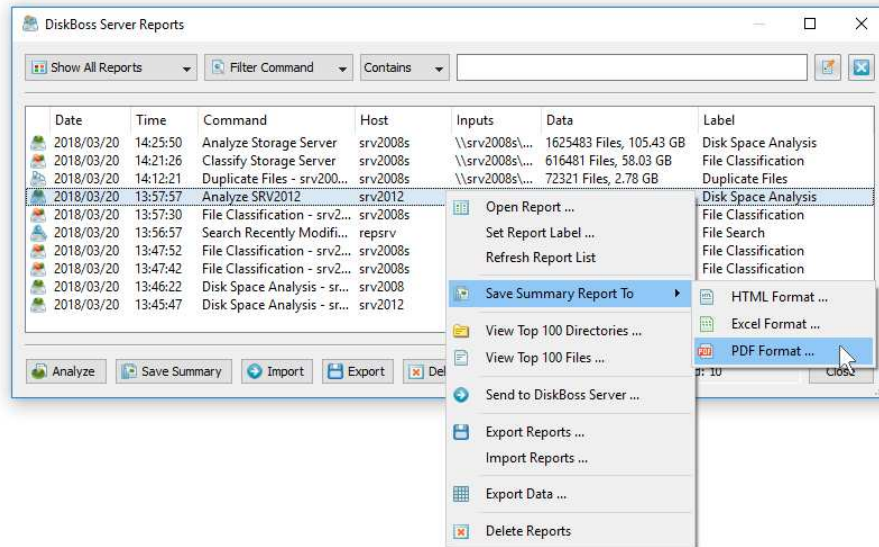 DiskBoss Server Reports
Show All Reports Filter Command Contains
Date Time Command Host Inputs Data Label
2018/03/20 14:25:50 Analyze Storage Server srv2008s \\srv2008s\... 1625483 Files, 105.43 GB Disk Space Analysis
2018/03/20 14:21:26 Classify Storage Server srv2008s \\srv2008s\... 616481 Files, 58.03 GB File Classification
2018/03/20 14:12:21 Duplicate Files - srv200... srv2008s \\srv2008s\... 72321 Files, 2.78 GB Duplicate Files
2018/03/20 13:57:57 Analyze SRV2012 srv2012 Disk Space Analysis
2018/03/20 13:57:30 File Classification - srv2... srv2008s File Classification
2018/03/20 13:56:57 Search Recently Modifi... repsrv File Search
2018/03/20 13:47:52 File Classification - srv2... srv2008s File Classification
2018/03/20 13:47:42 File Classification - srv2... srv2008s File Classification
2018/03/20 13:46:22 Disk Space Analysis - sr... srv2008
2018/03/20 13:45:47 Disk Space Analysis - sr... srv2012
Open Report ...
Set Report Label ...
Refresh Report List
Save Summary Report To
HTML Format ...
Excel Format ...
PDF Format ...
View Top 100 Directories ...
View Top 100 Files ...
Analyze Save Summary Import Export Del : 10 Close
Send to DiskBoss Server ...
Export Reports ...
Import Reports ...
Export Data ...
Delete Reports